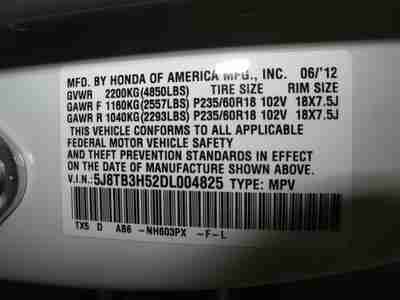 MFD. BY HONDA OF AMERICA MFG., INC. 06/'12
GVWR 2200KG(4850LBS) TIRE SIZE RIM SIZE
GAWR F 1160KG(2557LBS) P235/60R18 102V 18X7.5J
GAWR R 1040KG(2293LBS) P235/60R18 102V 18X7.5J
THIS VEHICLE CONFORMS TO ALL APPLICABLE
FEDERAL MOTOR VEHICLE SAFETY
AND THEFT PREVENTION STANDARDS IN EFFECT
ON THE DATE OF MANUFACTURE SHOWN ABOVE.
V.I.N.:5J8TB3H52DL004825 TYPE: MPV
TX5 D AB6 -NH603PX -F-L